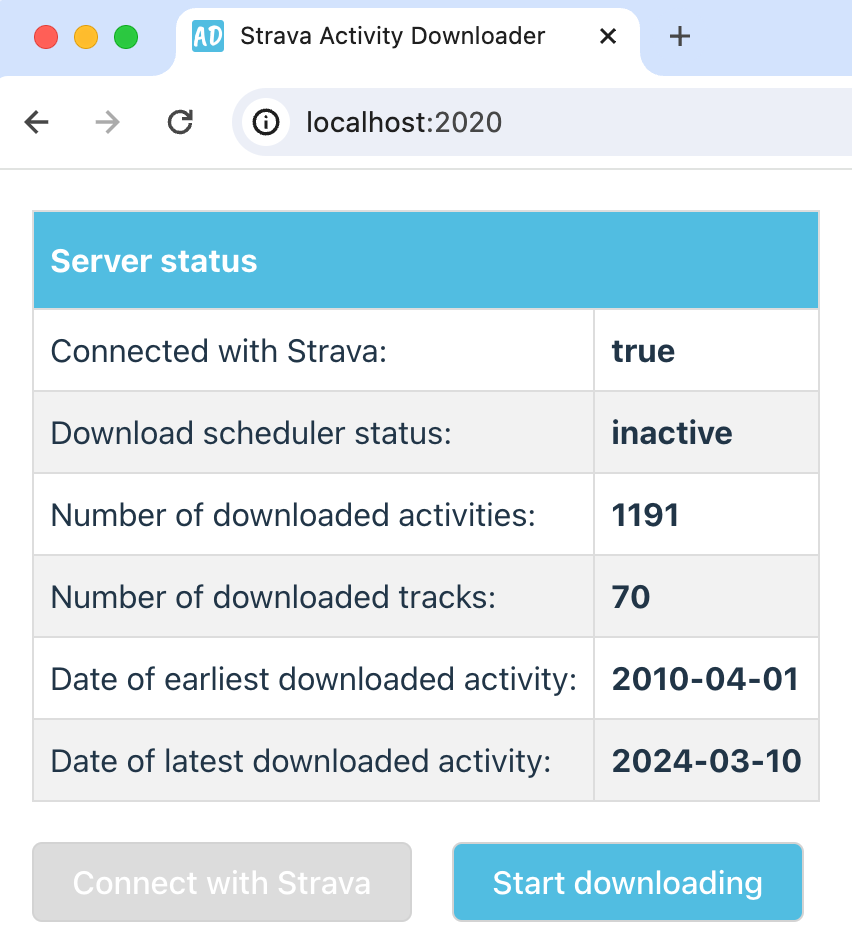 AD Strava Activity Downloader
localhost:2020
Server status
Connected with Strava: true
Download scheduler status: inactive
Number of downloaded activities: 1191
Number of downloaded tracks: 70
Date of earliest downloaded activity: 2010-04-01
Date of latest downloaded activity: 2024-03-10
Connect with Strava Start downloading